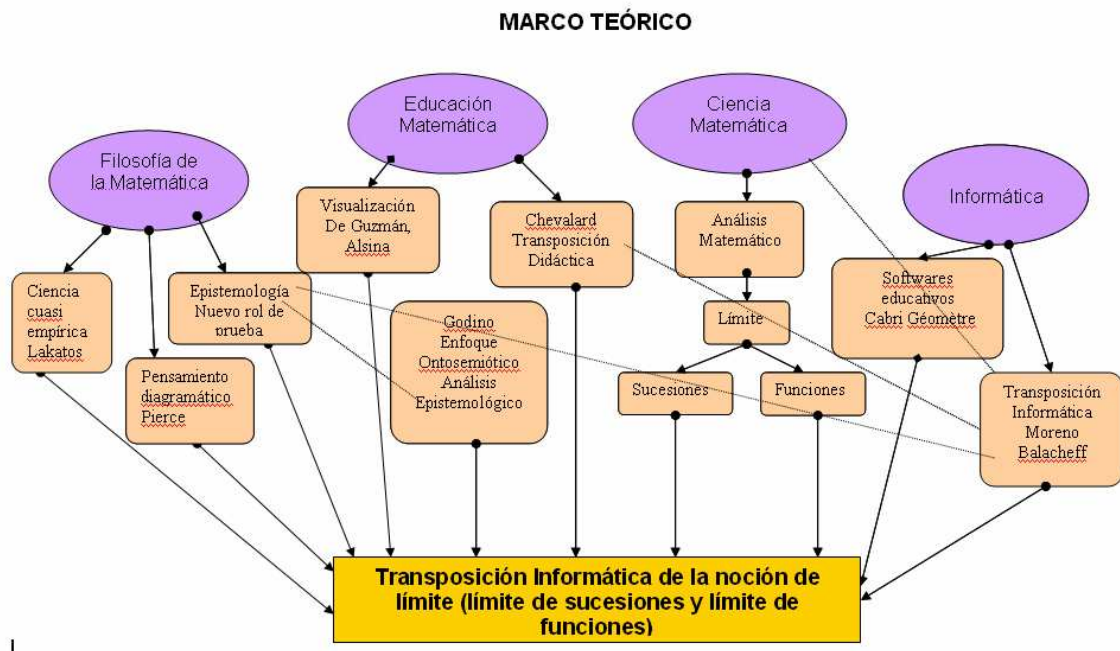 MARCO TEÓRICO
Educación
Matemática
Ciencia
Matemática
Filosofía de
la Matemática
Informática
Visualización
De Guzmán,
Alsina
Chevalard
Transposición
Didáctica
Análisis
Matemático
Ciencia
cuasi
empírica
Lakatos
Epistemología
Nuevo rol de
prueba
Softwares
educativos
Cabri Géometre
Godino
Enfoque
Ontosemiótico
Análisis
Epistemológico
Límite
Pensamiento
diagramático
Pierce
Sucesiones
Funciones
Transposición
Informática
Moreno
Balacheff
Transposición Informática de la noción de
límite (límite de sucesiones y límite de
funciones)